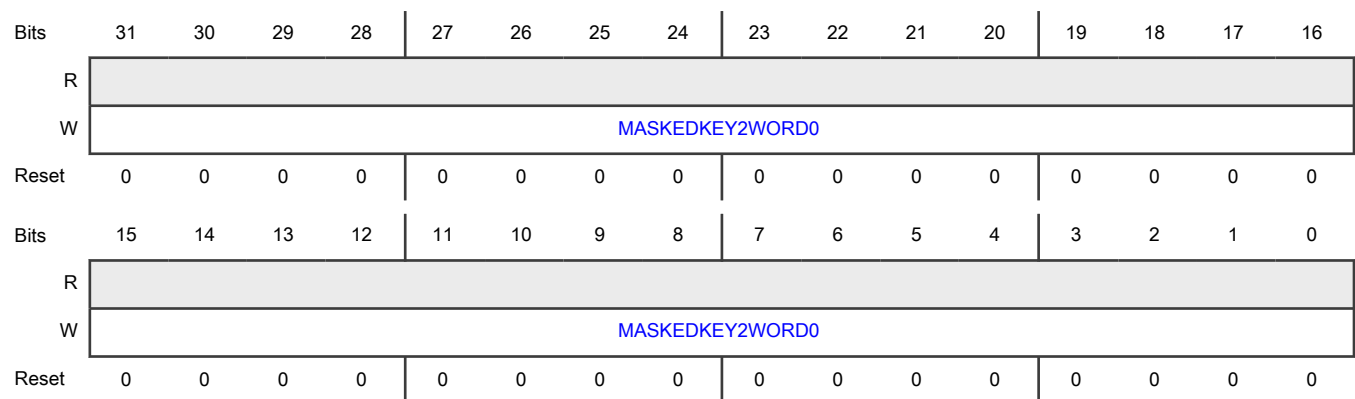 Bits 31 30 29 28 27 26 25 24 23 22 21 20 19 18 17 16
R
W MASKEDKEY2WORD0
Reset 0 0 0 0 0 0 0 0 0 0 0 0 0 0 0 0
Bits 15 14 13 12 11 10 9 8 7 6 5 4 3 2 1 0
R
W MASKEDKEY2WORD0
Reset 0 0 0 0 0 0 0 0 0 0 0 0 0 0 0 0